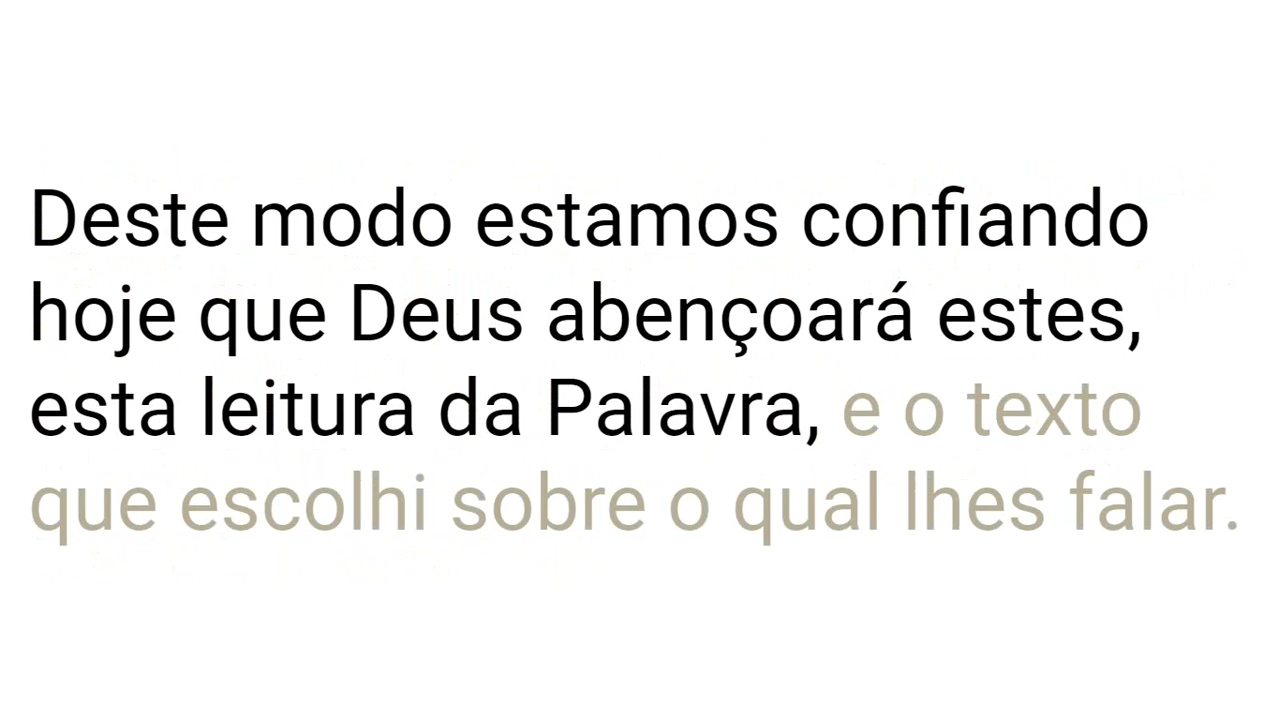 Deste modo estamos confiando
hoje que Deus abençoará estes,
esta leitura da Palavra, e o texto
que escolhi sobre o qual lhes falar.